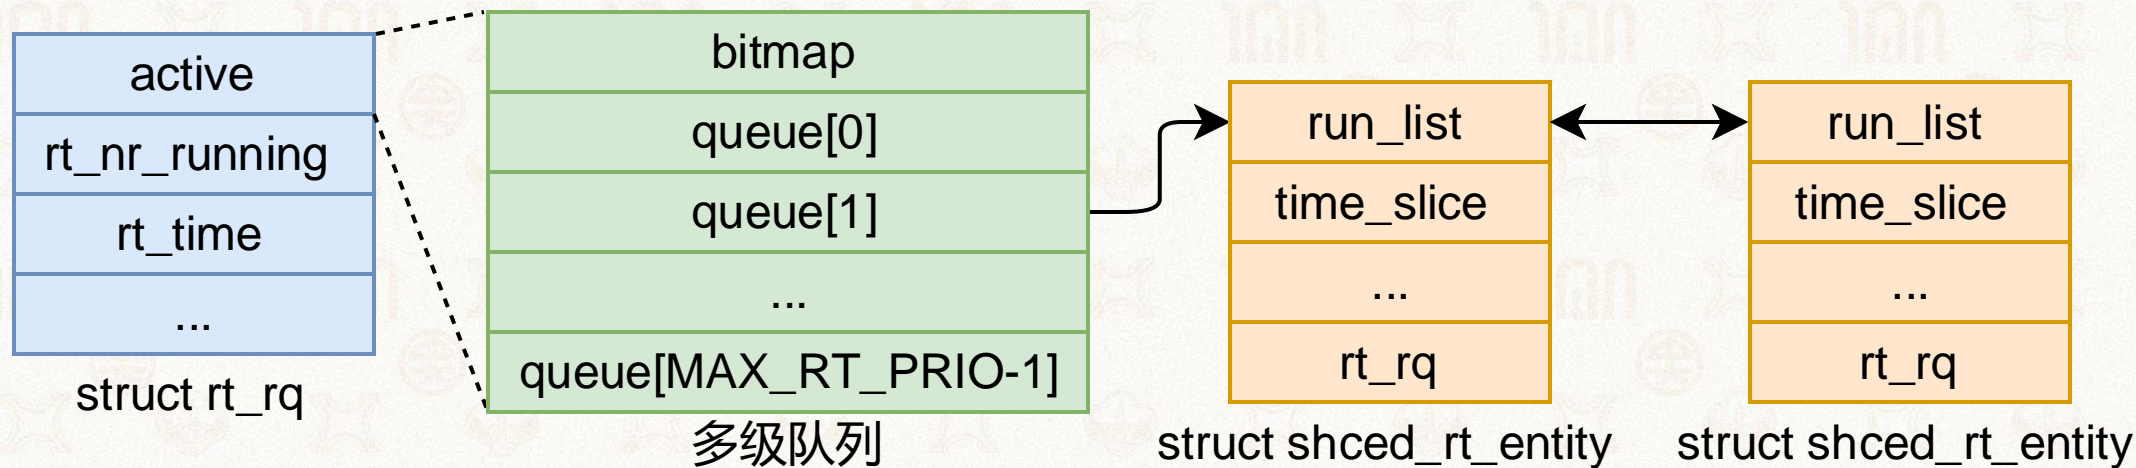 active
rt_nr_running
rt_time
...
struct rt_rq
bitmap
queue[0]
queue[1]
...
queue[MAX_RT_PRIO-1]
多级队列
run_list
time_slice
...
rt_rq
struct shced_rt_entity
run_list
time_slice
...
rt_rq
struct shced_rt_entity